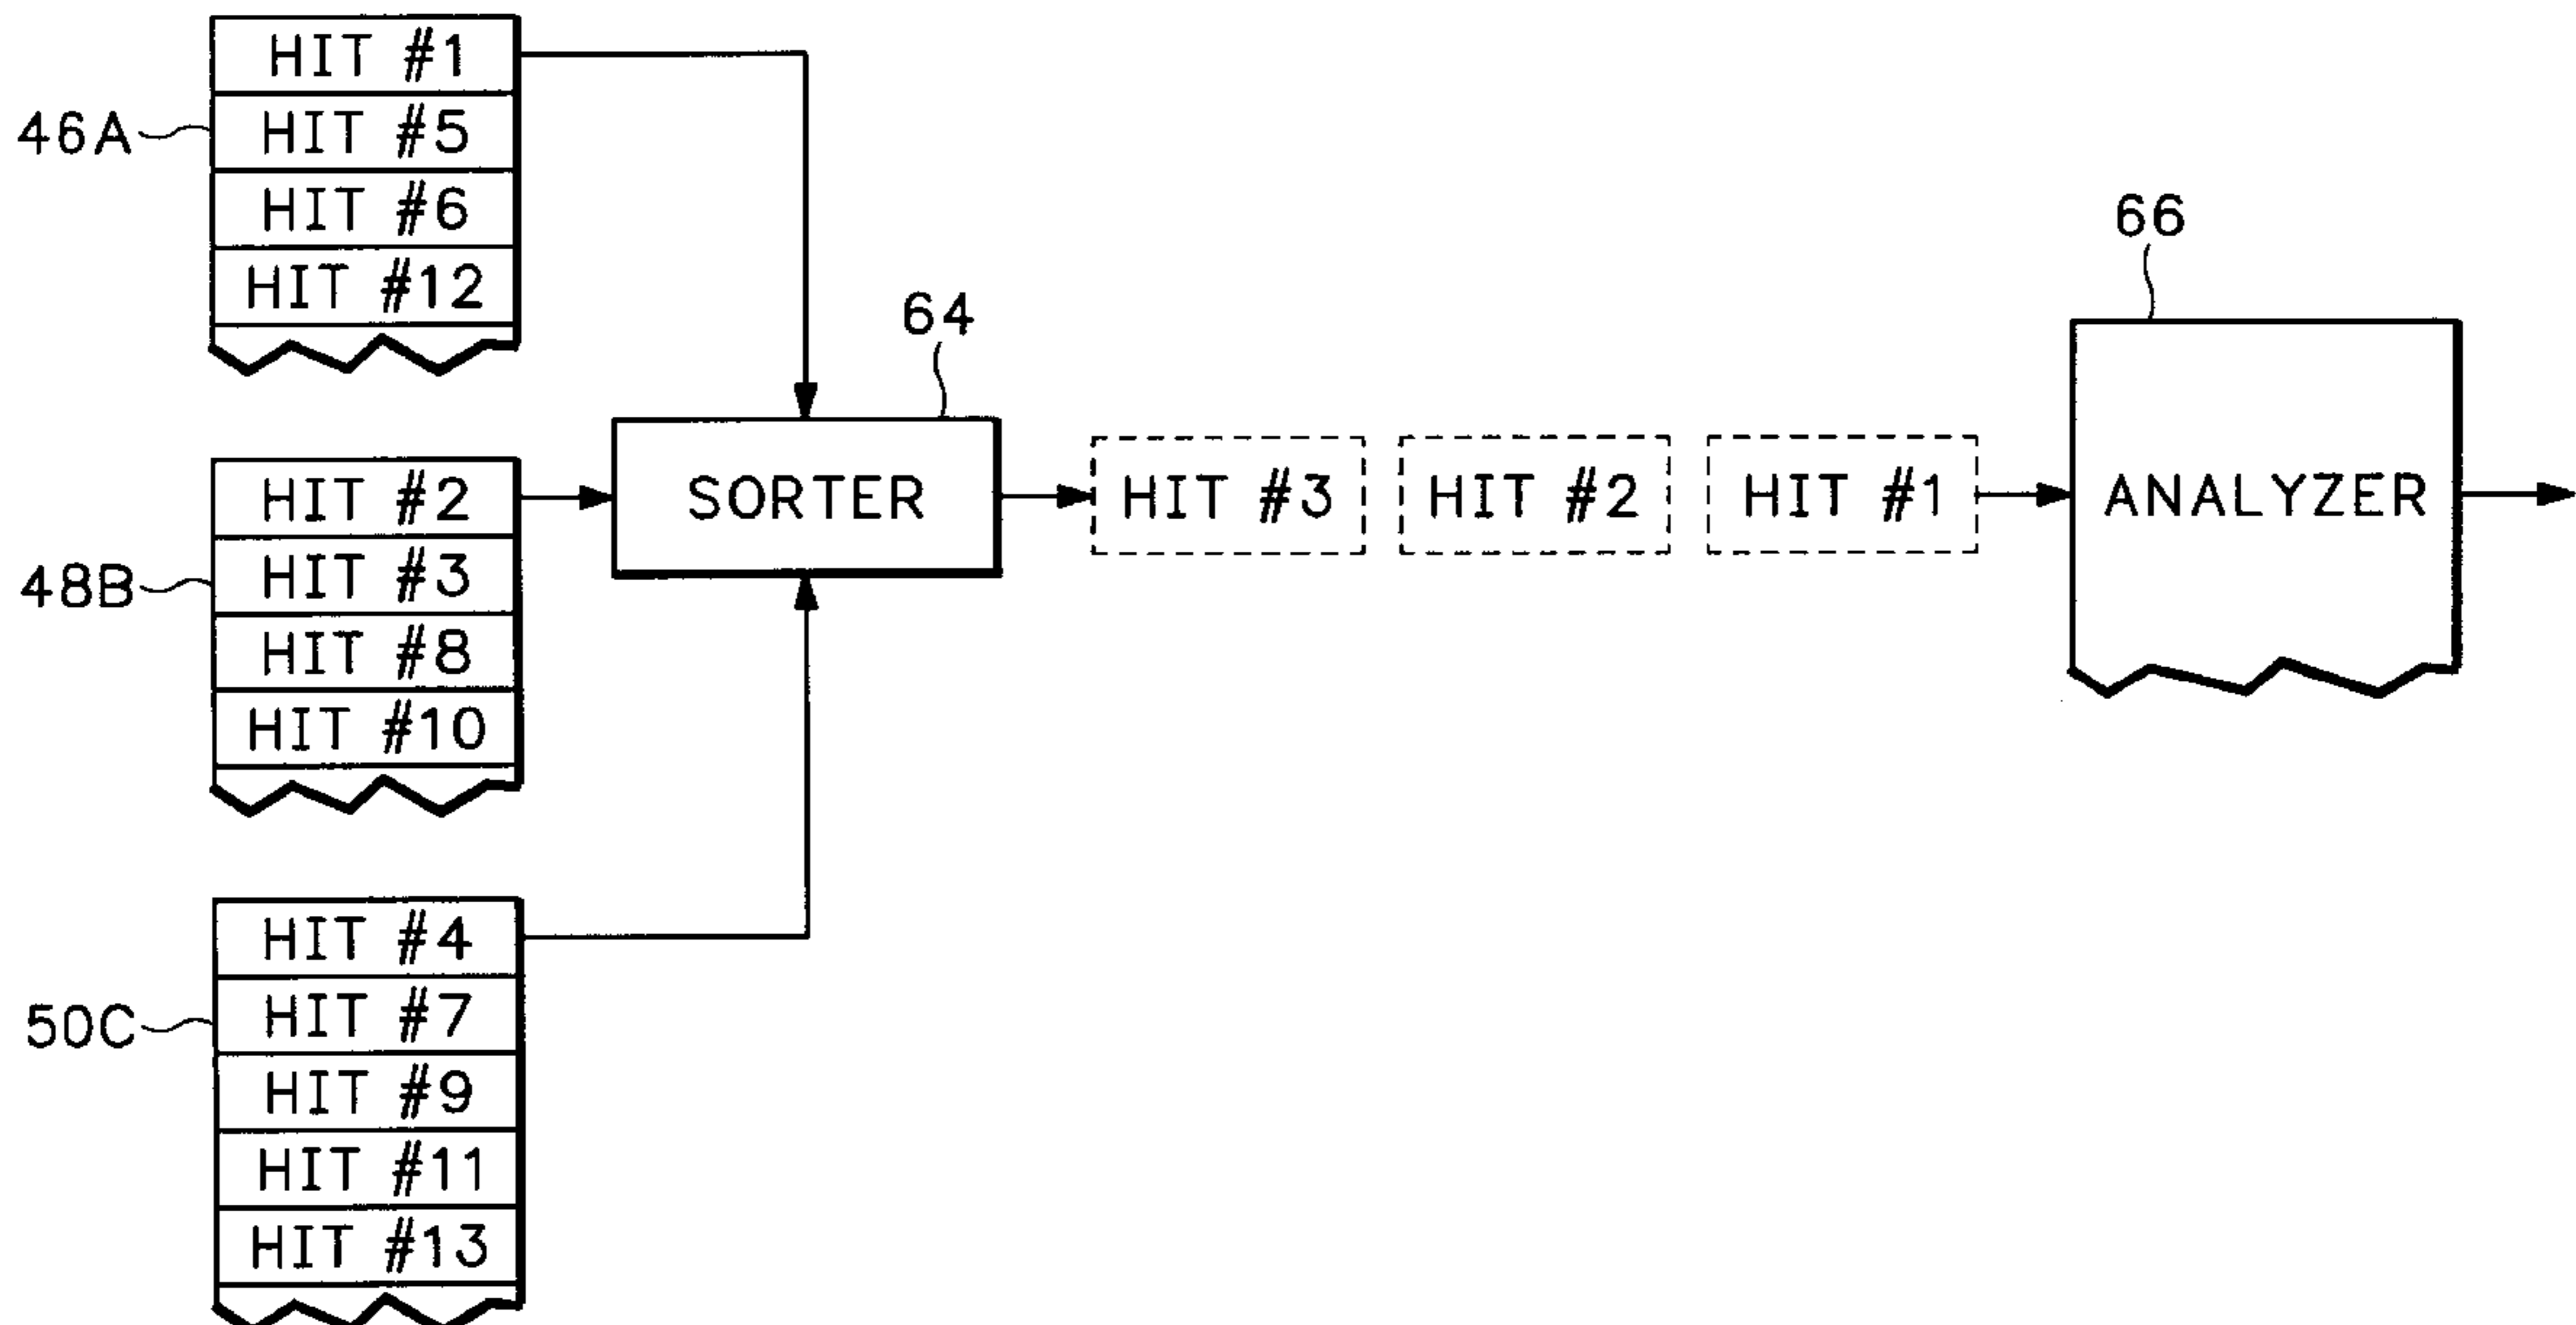 HIT #1
46A
HIT #5
HIT #6
HIT #12
64
66
HIT #2
48B
HIT #3
HIT #8
HIT #10
SORTER
HIT #3
HIT #2
HIT #1
ANALYZER
HIT #4
50C
HIT #7
HIT #9
HIT #11
HIT #13